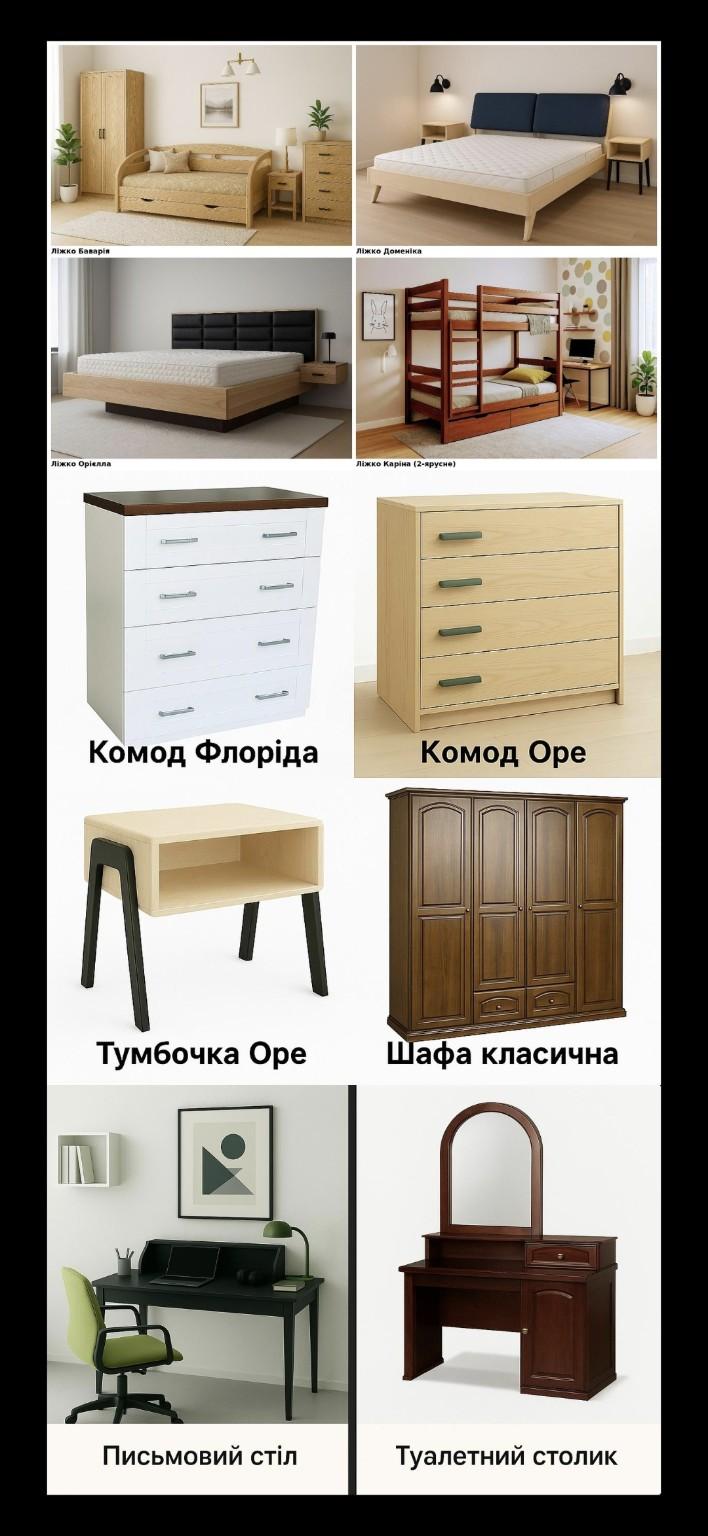 Ліжко Баварія
Ліжко Доменіка
Ліжко Орієлла
Ліжко Каріна (2-ярусне)
Комод Флоріда
Комод Оре
Тумбочка Оре
Шафа класична
Письмовий стіл
Туалетний столик